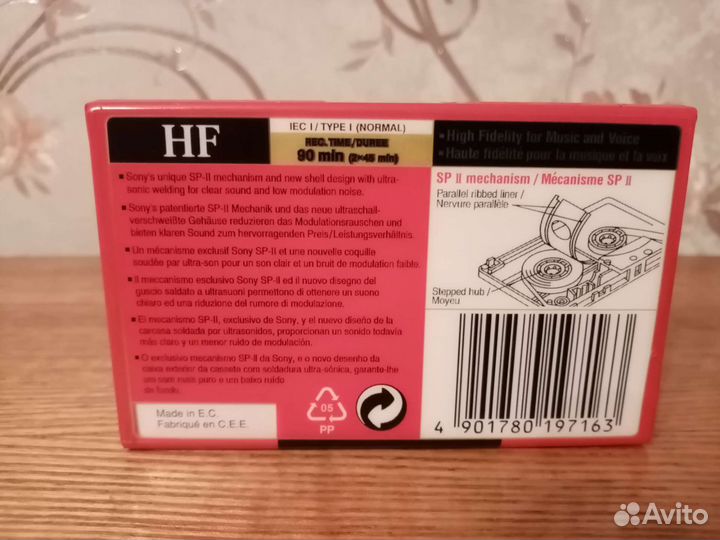 HF
IEC I / TYPE I (NORMAL)
REC. TIME/DUREE
90 min (2×45 min)
• High Fidelity for Music and Voice
• Haute fidélité pour la musique et la voix
■ Sony's unique SP-II mechanism and new shell design with ultra-
sonic welding for clear sound and low modulation noise.
■ Sony's patentierte SP-II Mechanik und das neue ultraschall-
verschweißte Gehäuse reduzieren das Modulationsrauschen und
bieten klaren Sound zum hervorragenden Preis/Leistungsverhältnis.
■ Un mécanisme exclusif Sony SP-II et une nouvelle coquille
soudée par ultra-son pour un son clair et un bruit de modulation faible.
■ Il meccanismo esclusivo Sony SP-II ed il nuovo disegno del
guscio saldato a ultrasuoni permettono di ottenere un suono
chiaro ed una riduzione del rumore di modulazione.
■ El mecanismo SP-II, exclusivo de Sony, y el nuevo diseño de la
carcasa soldada por ultrasonidos, proporcionan un sonido todavía
más claro y un menor ruido de modulación.
■ O exclusivo mecanismo SP-II da Sony, e o novo desenho da
caixa exterior da cassete com soldadura ultra-sónica, garante-lhe
um som mais puro e um baixo ruído
de fundo.
Made in E.C.
Fabriqué en C.E.E.
05
PP
SP II mechanism / Mécanisme SP II
Parallel ribbed liner /
Nervure parallèle
Stepped hub /
Moyeu
4 901780 197163
Avito